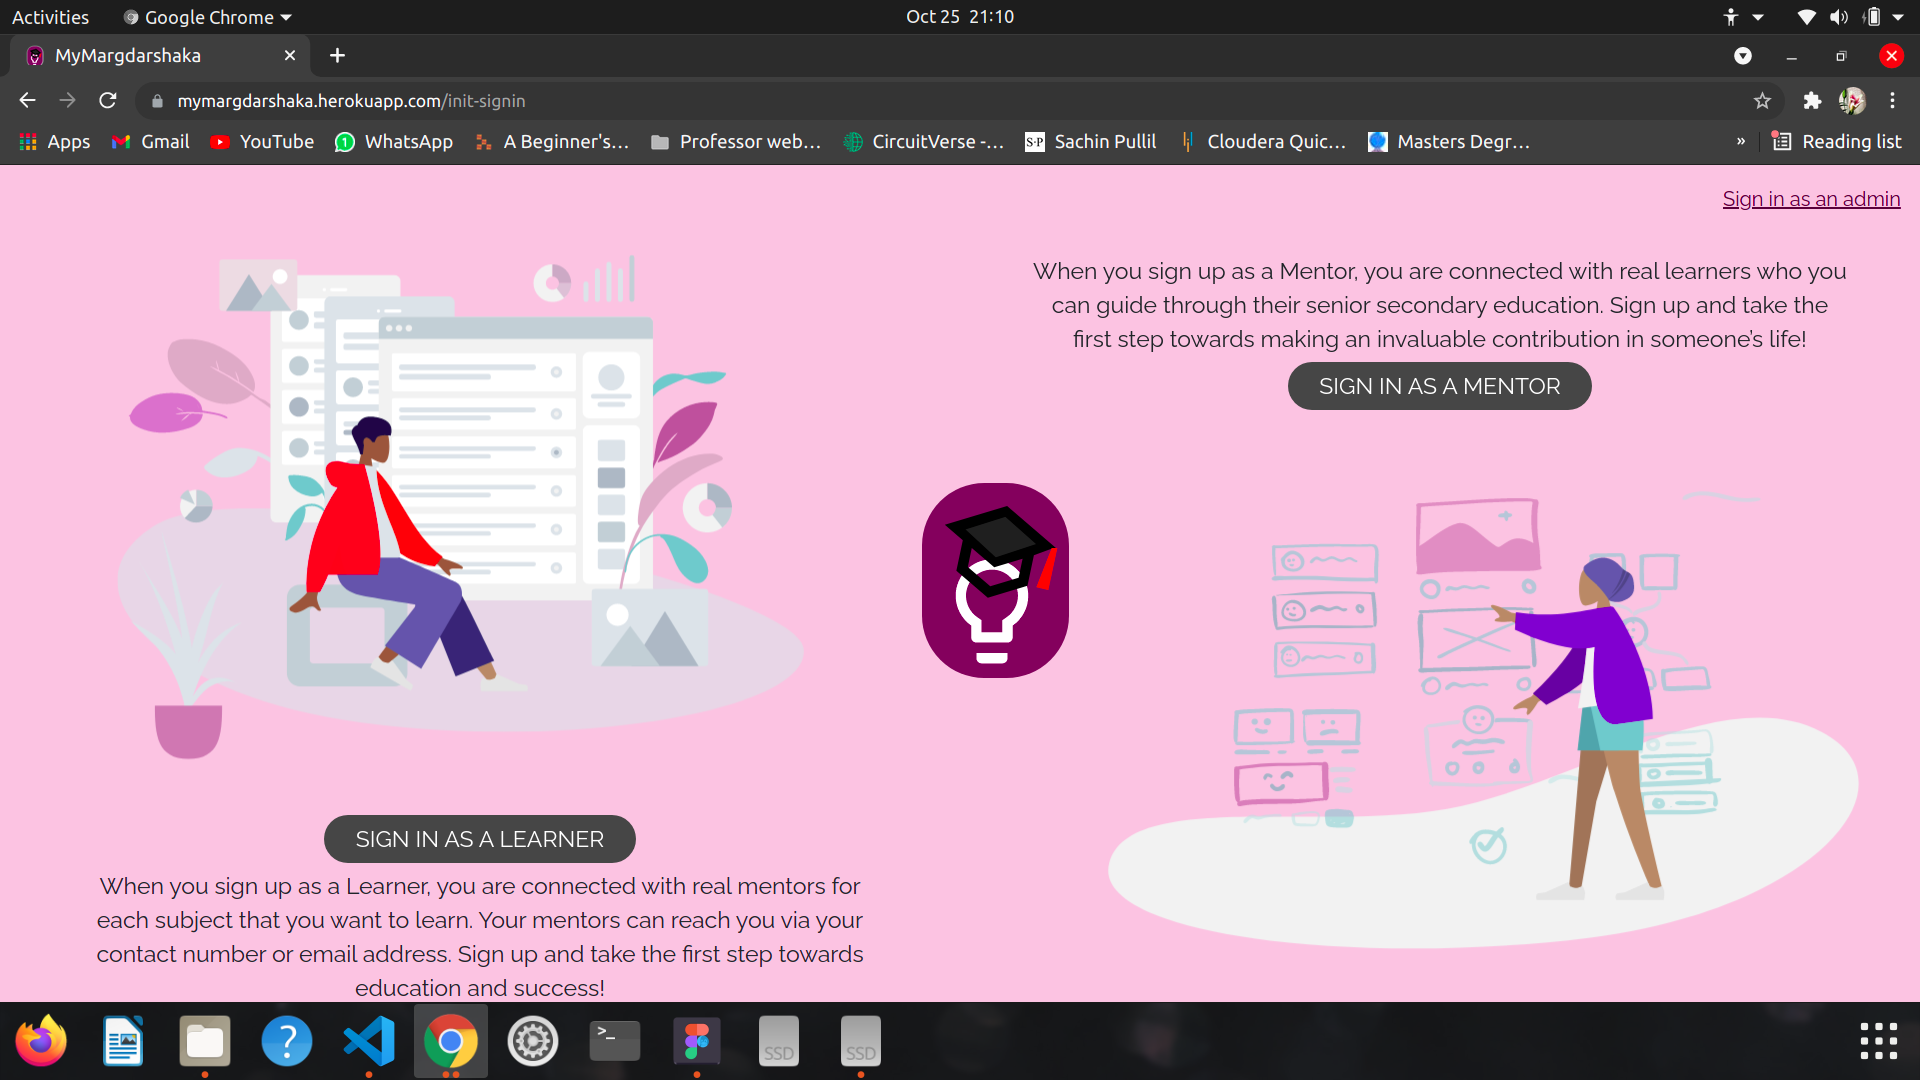 Activities
Google Chrome
Oct 25 21:10
MyMargdarshaka
mymargdarshaka.herokuapp.com/init-signin
Apps
Gmail
YouTube
1
WhatsApp
A Beginner's...
Professor web...
CircuitVerse -...
S·P
Sachin Pullil
Cloudera Quic...
Masters Degr...
»
Reading list
Sign in as an admin
When you sign up as a Mentor, you are connected with real learners who you
can guide through their senior secondary education. Sign up and take the
first step towards making an invaluable contribution in someone's life!
SIGN IN AS A MENTOR
SIGN IN AS A LEARNER
When you sign up as a Learner, you are connected with real mentors for
each subject that you want to learn. Your mentors can reach you via your
contact number or email address. Sign up and take the first step towards
education and success!
?
>_
SSD
SSD